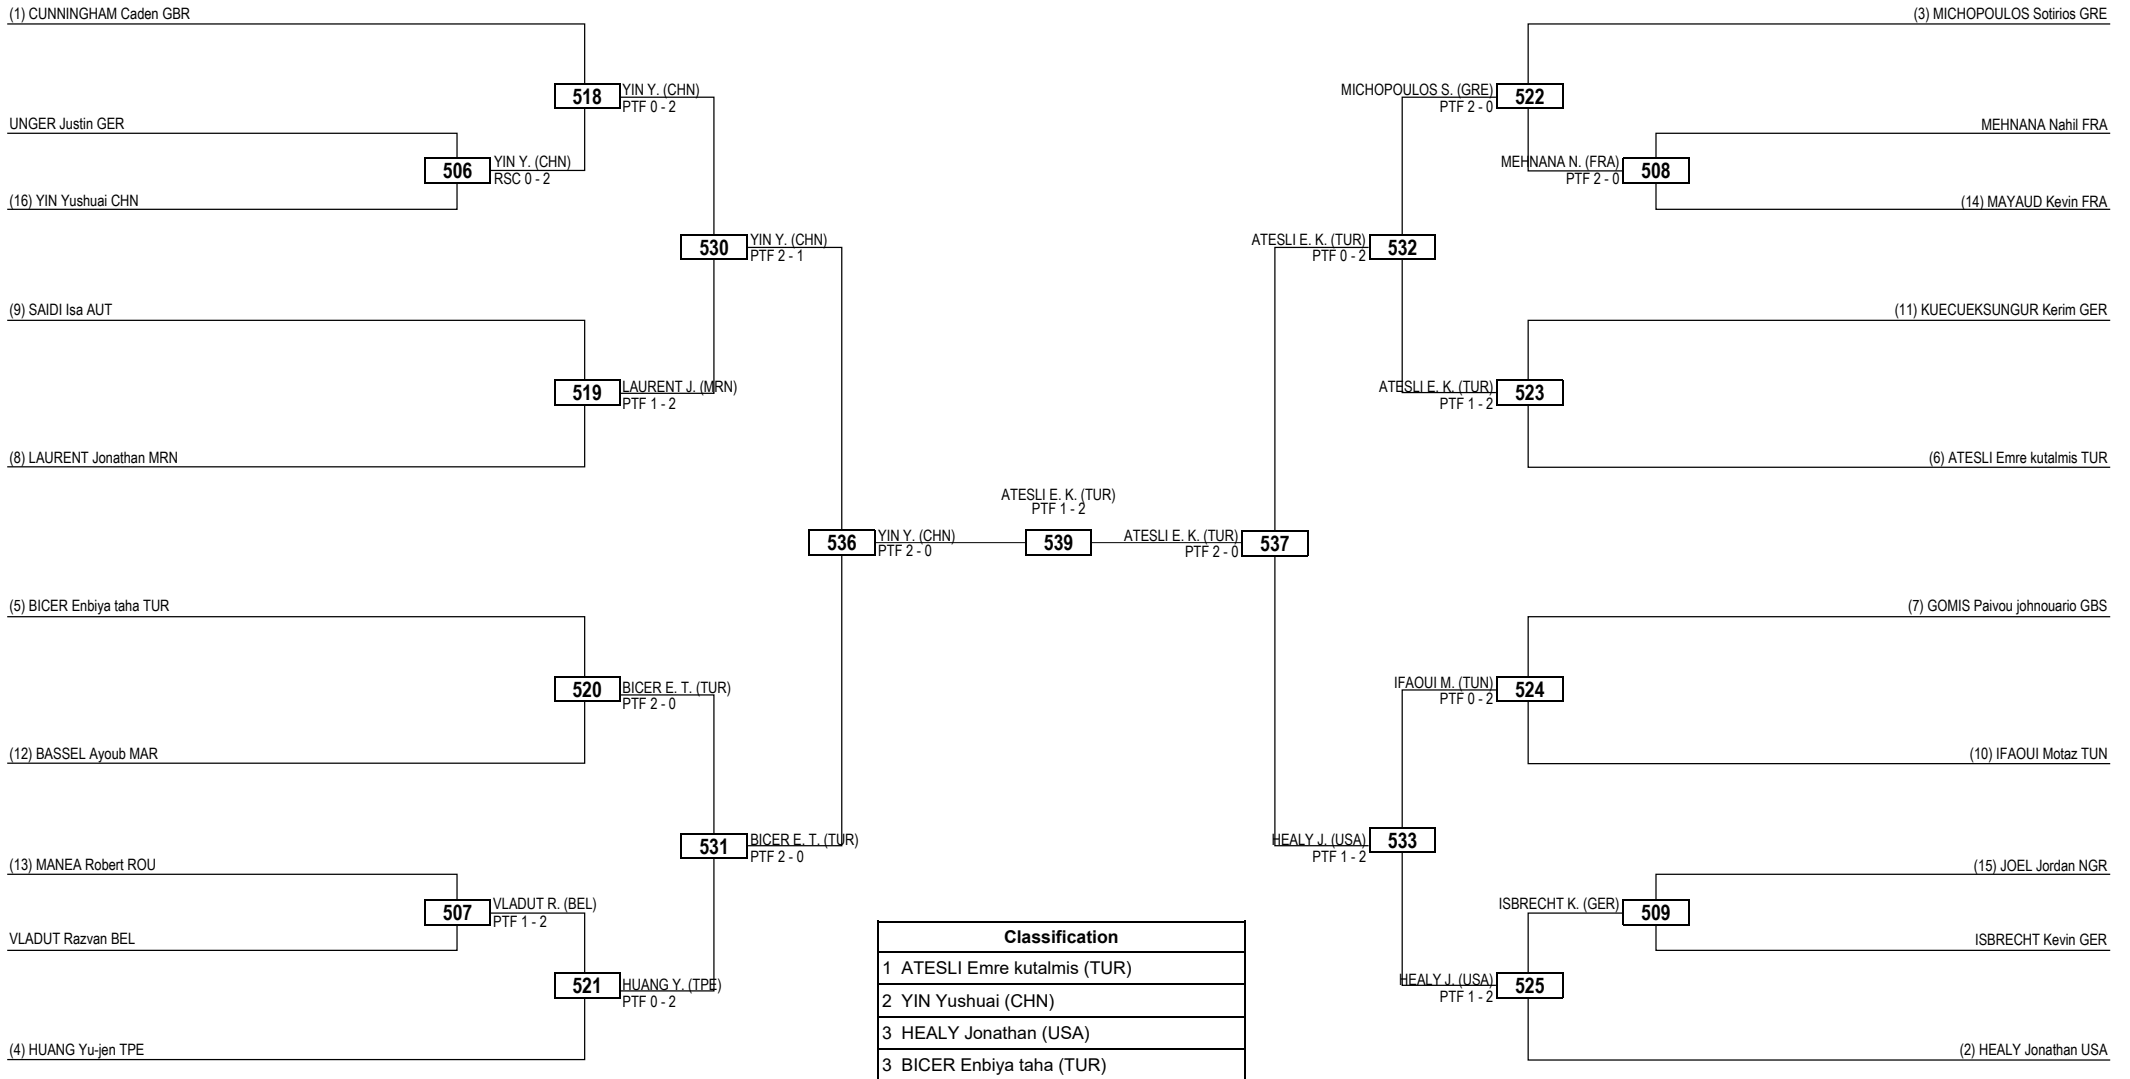 (1) CUNNINGHAM Caden GBR
518
YIN Y. (CHN)
PTF 0 - 2
UNGER Justin GER
506
YIN Y. (CHN)
RSC 0 - 2
(16) YIN Yushuai CHN
530
YIN Y. (CHN)
PTF 2 - 1
(9) SAIDI Isa AUT
519
LAURENT J. (MRN)
PTF 1 - 2
(8) LAURENT Jonathan MRN
536
YIN Y. (CHN)
PTF 2 - 0
(5) BICER Enbiya taha TUR
520
BICER E. T. (TUR)
PTF 2 - 0
(12) BASSEL Ayoub MAR
531
BICER E. T. (TUR)
PTF 2 - 0
(13) MANEA Robert ROU
507
VLADUT R. (BEL)
PTF 1 - 2
VLADUT Razvan BEL
521
HUANG Y. (TPE)
PTF 0 - 2
(4) HUANG Yu-jen TPE
ATESLI E. K. (TUR)
PTF 1 - 2
539
(3) MICHOPOULOS Sotirios GRE
MICHOPOULOS S. (GRE)
PTF 2 - 0
522
MEHNANA Nahil FRA
MEHNANA N. (FRA)
PTF 2 - 0
508
(14) MAYAUD Kevin FRA
ATESLI E. K. (TUR)
PTF 0 - 2
532
(11) KUECUEKSUNGUR Kerim GER
ATESLI E. K. (TUR)
PTF 1 - 2
523
(6) ATESLI Emre kutalmis TUR
ATESLI E. K. (TUR)
PTF 2 - 0
537
(7) GOMIS Paivou johnouario GBS
IFAOUI M. (TUN)
PTF 0 - 2
524
(10) IFAOUI Motaz TUN
HEALY J. (USA)
PTF 1 - 2
533
(15) JOEL Jordan NGR
ISBRECHT K. (GER)
509
ISBRECHT Kevin GER
HEALY J. (USA)
PTF 1 - 2
525
(2) HEALY Jonathan USA
Classification
1 ATESLI Emre kutalmis (TUR)
2 YIN Yushuai (CHN)
3 HEALY Jonathan (USA)
3 BICER Enbiya taha (TUR)